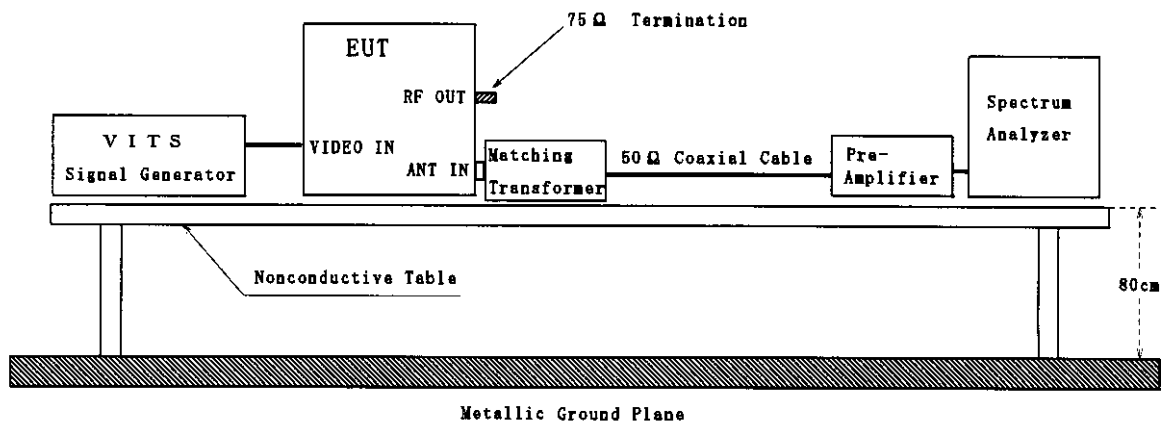 75Ω Termination
EUT
RF OUT
VITS
Signal Generator
VIDEO IN
ANT IN
Matching
Transformer
50Ω Coaxial Cable
Pre-
Amplifier
Spectrum
Analyzer
Nonconductive Table
80cm
Metallic Ground Plane